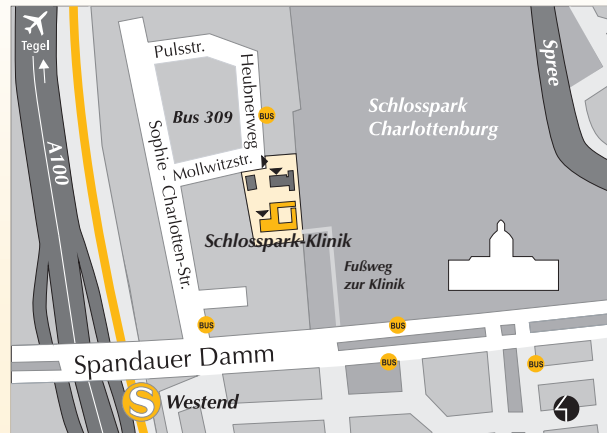 Tegel
A100
Pulsstr.
Heubnerweg
Bus 309
BUS
Mollwitzstr.
Sophie - Charlotten-Str.
Schlosspark
Charlottenburg
Spree
Schlosspark-Klinik
Fußweg
zur Klinik
BUS
BUS
BUS
BUS
Spandauer Damm
S
Westend